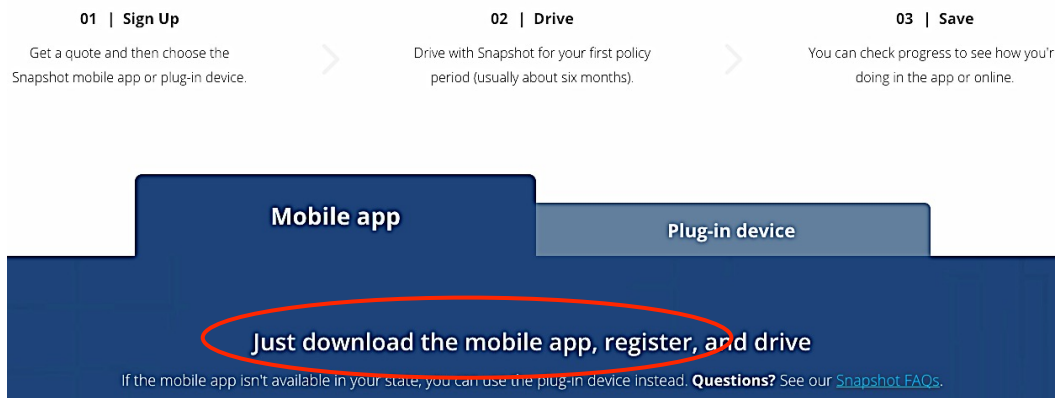 01 | Sign Up
Get a quote and then choose the
Snapshot mobile app or plug-in device.
02 | Drive
Drive with Snapshot for your first policy
period (usually about six months).
03 | Save
You can check progress to see how you'r
doing in the app or online.
Mobile app
Plug-in device
Just download the mobile app, register, and drive
If the mobile app isn't available in your state, you can use the plug-in device instead. Questions? See our Snapshot FAQs.